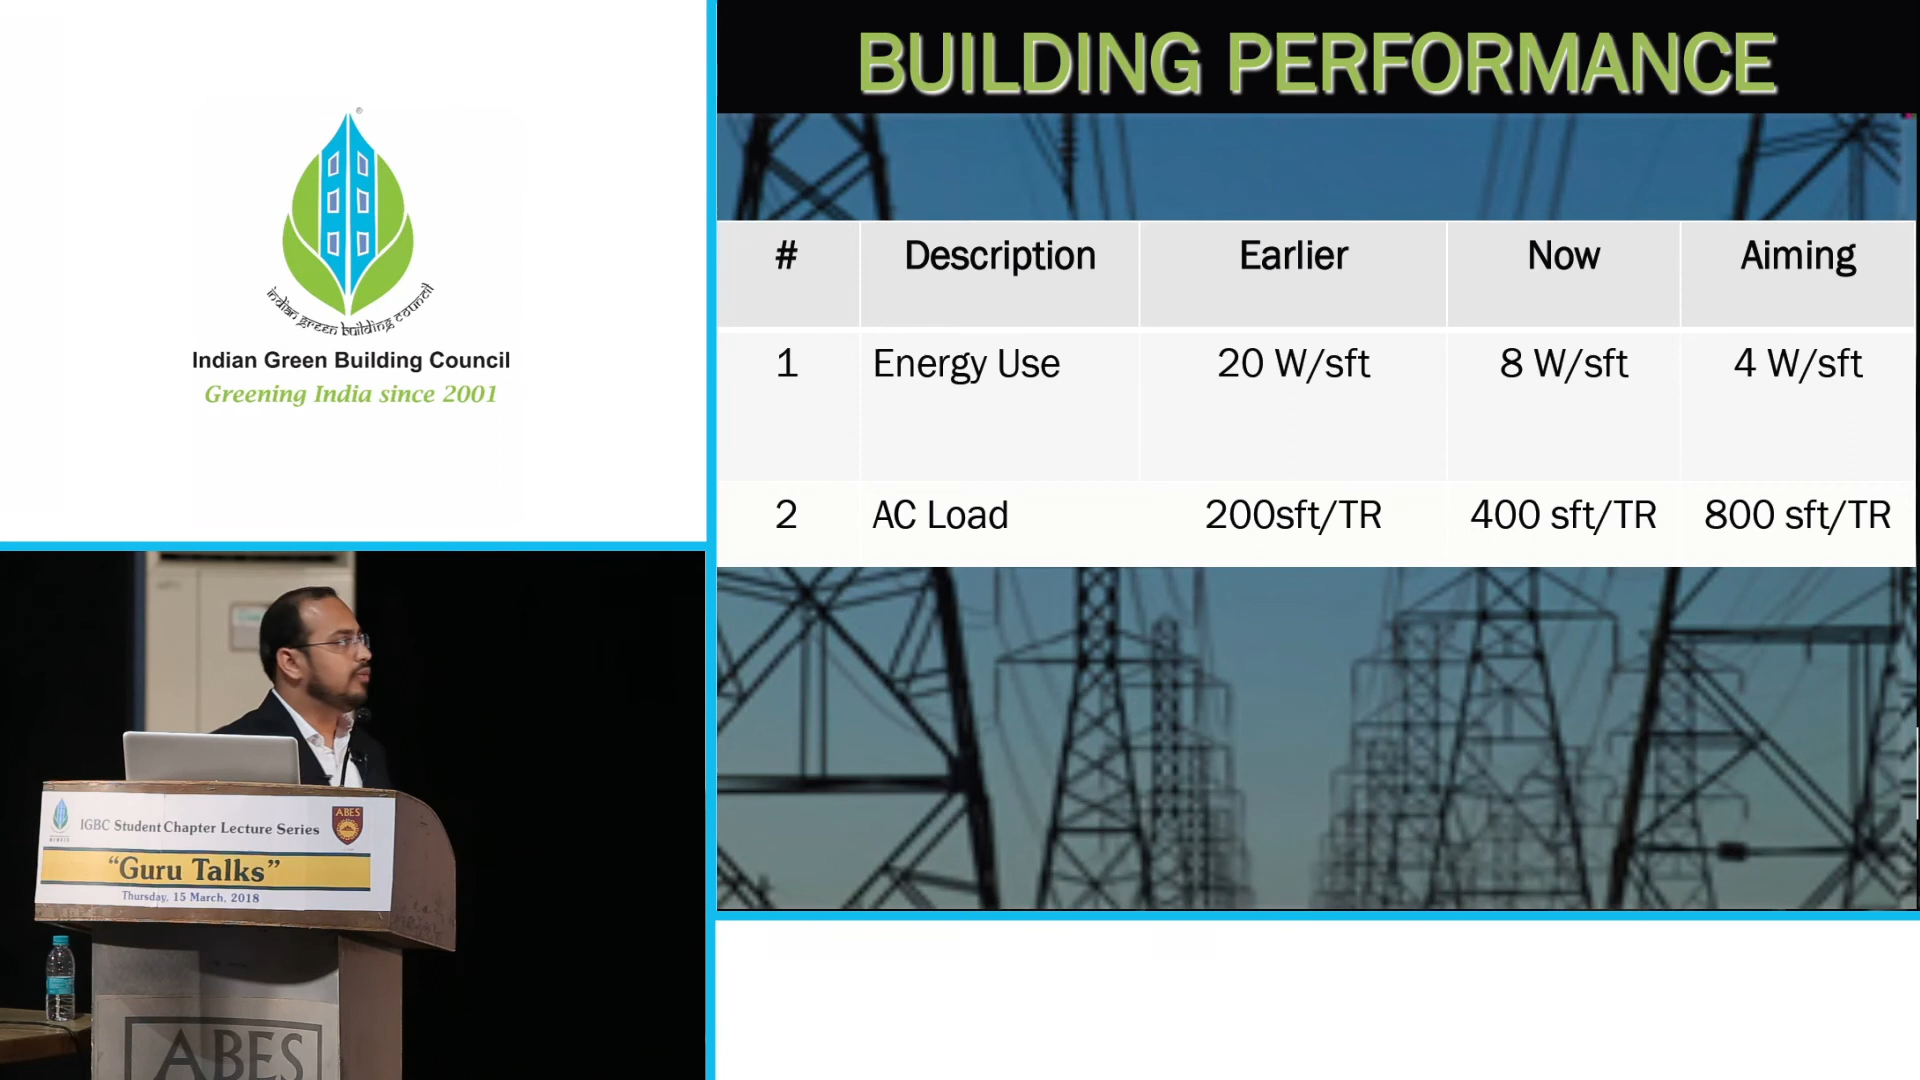 ®
indian green building council
Indian Green Building Council
Greening India since 2001
BUILDING PERFORMANCE
# Description Earlier Now Aiming
1 Energy Use 20 W/sft 8 W/sft 4 W/sft
2 AC Load 200sft/TR 400 sft/TR 800 sft/TR
IGBC Student Chapter Lecture Series
ABES
"Guru Talks"
Thursday, 15 March, 2018
ABES